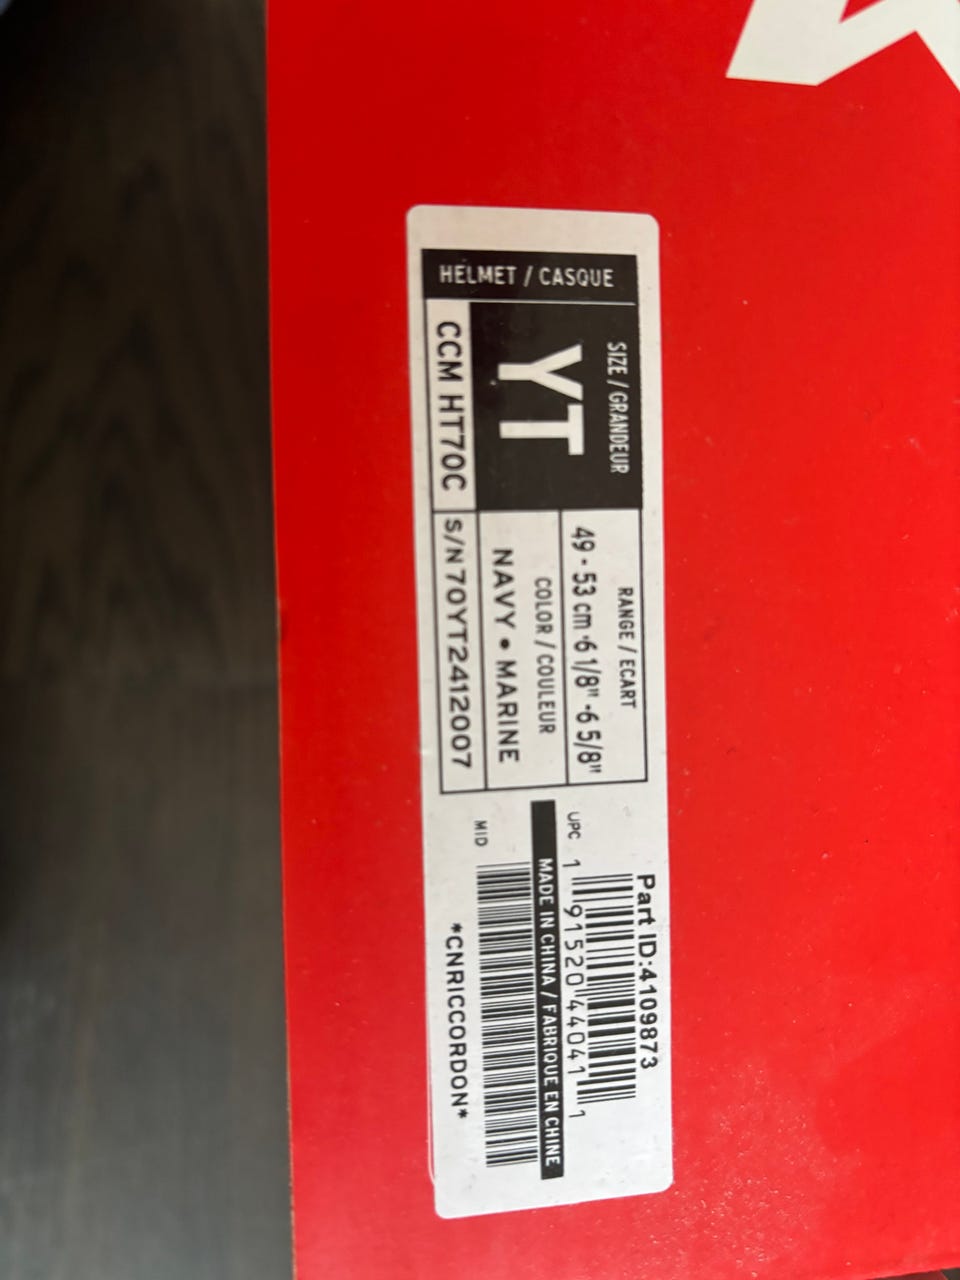 HELMET / CASQUE
SIZE / GRANDEUR
YT
CCM HT70C
RANGE / ECART
49 - 53 cm -6 1/8" -6 5/8"
COLOR / COULEUR
NAVY • MARINE
S/N70YT2412007
Part ID:4109873
UPC
1 91520 44041 1
MADE IN CHINA / FABRIQUE EN CHINE
MID
*CNRICCORDON*